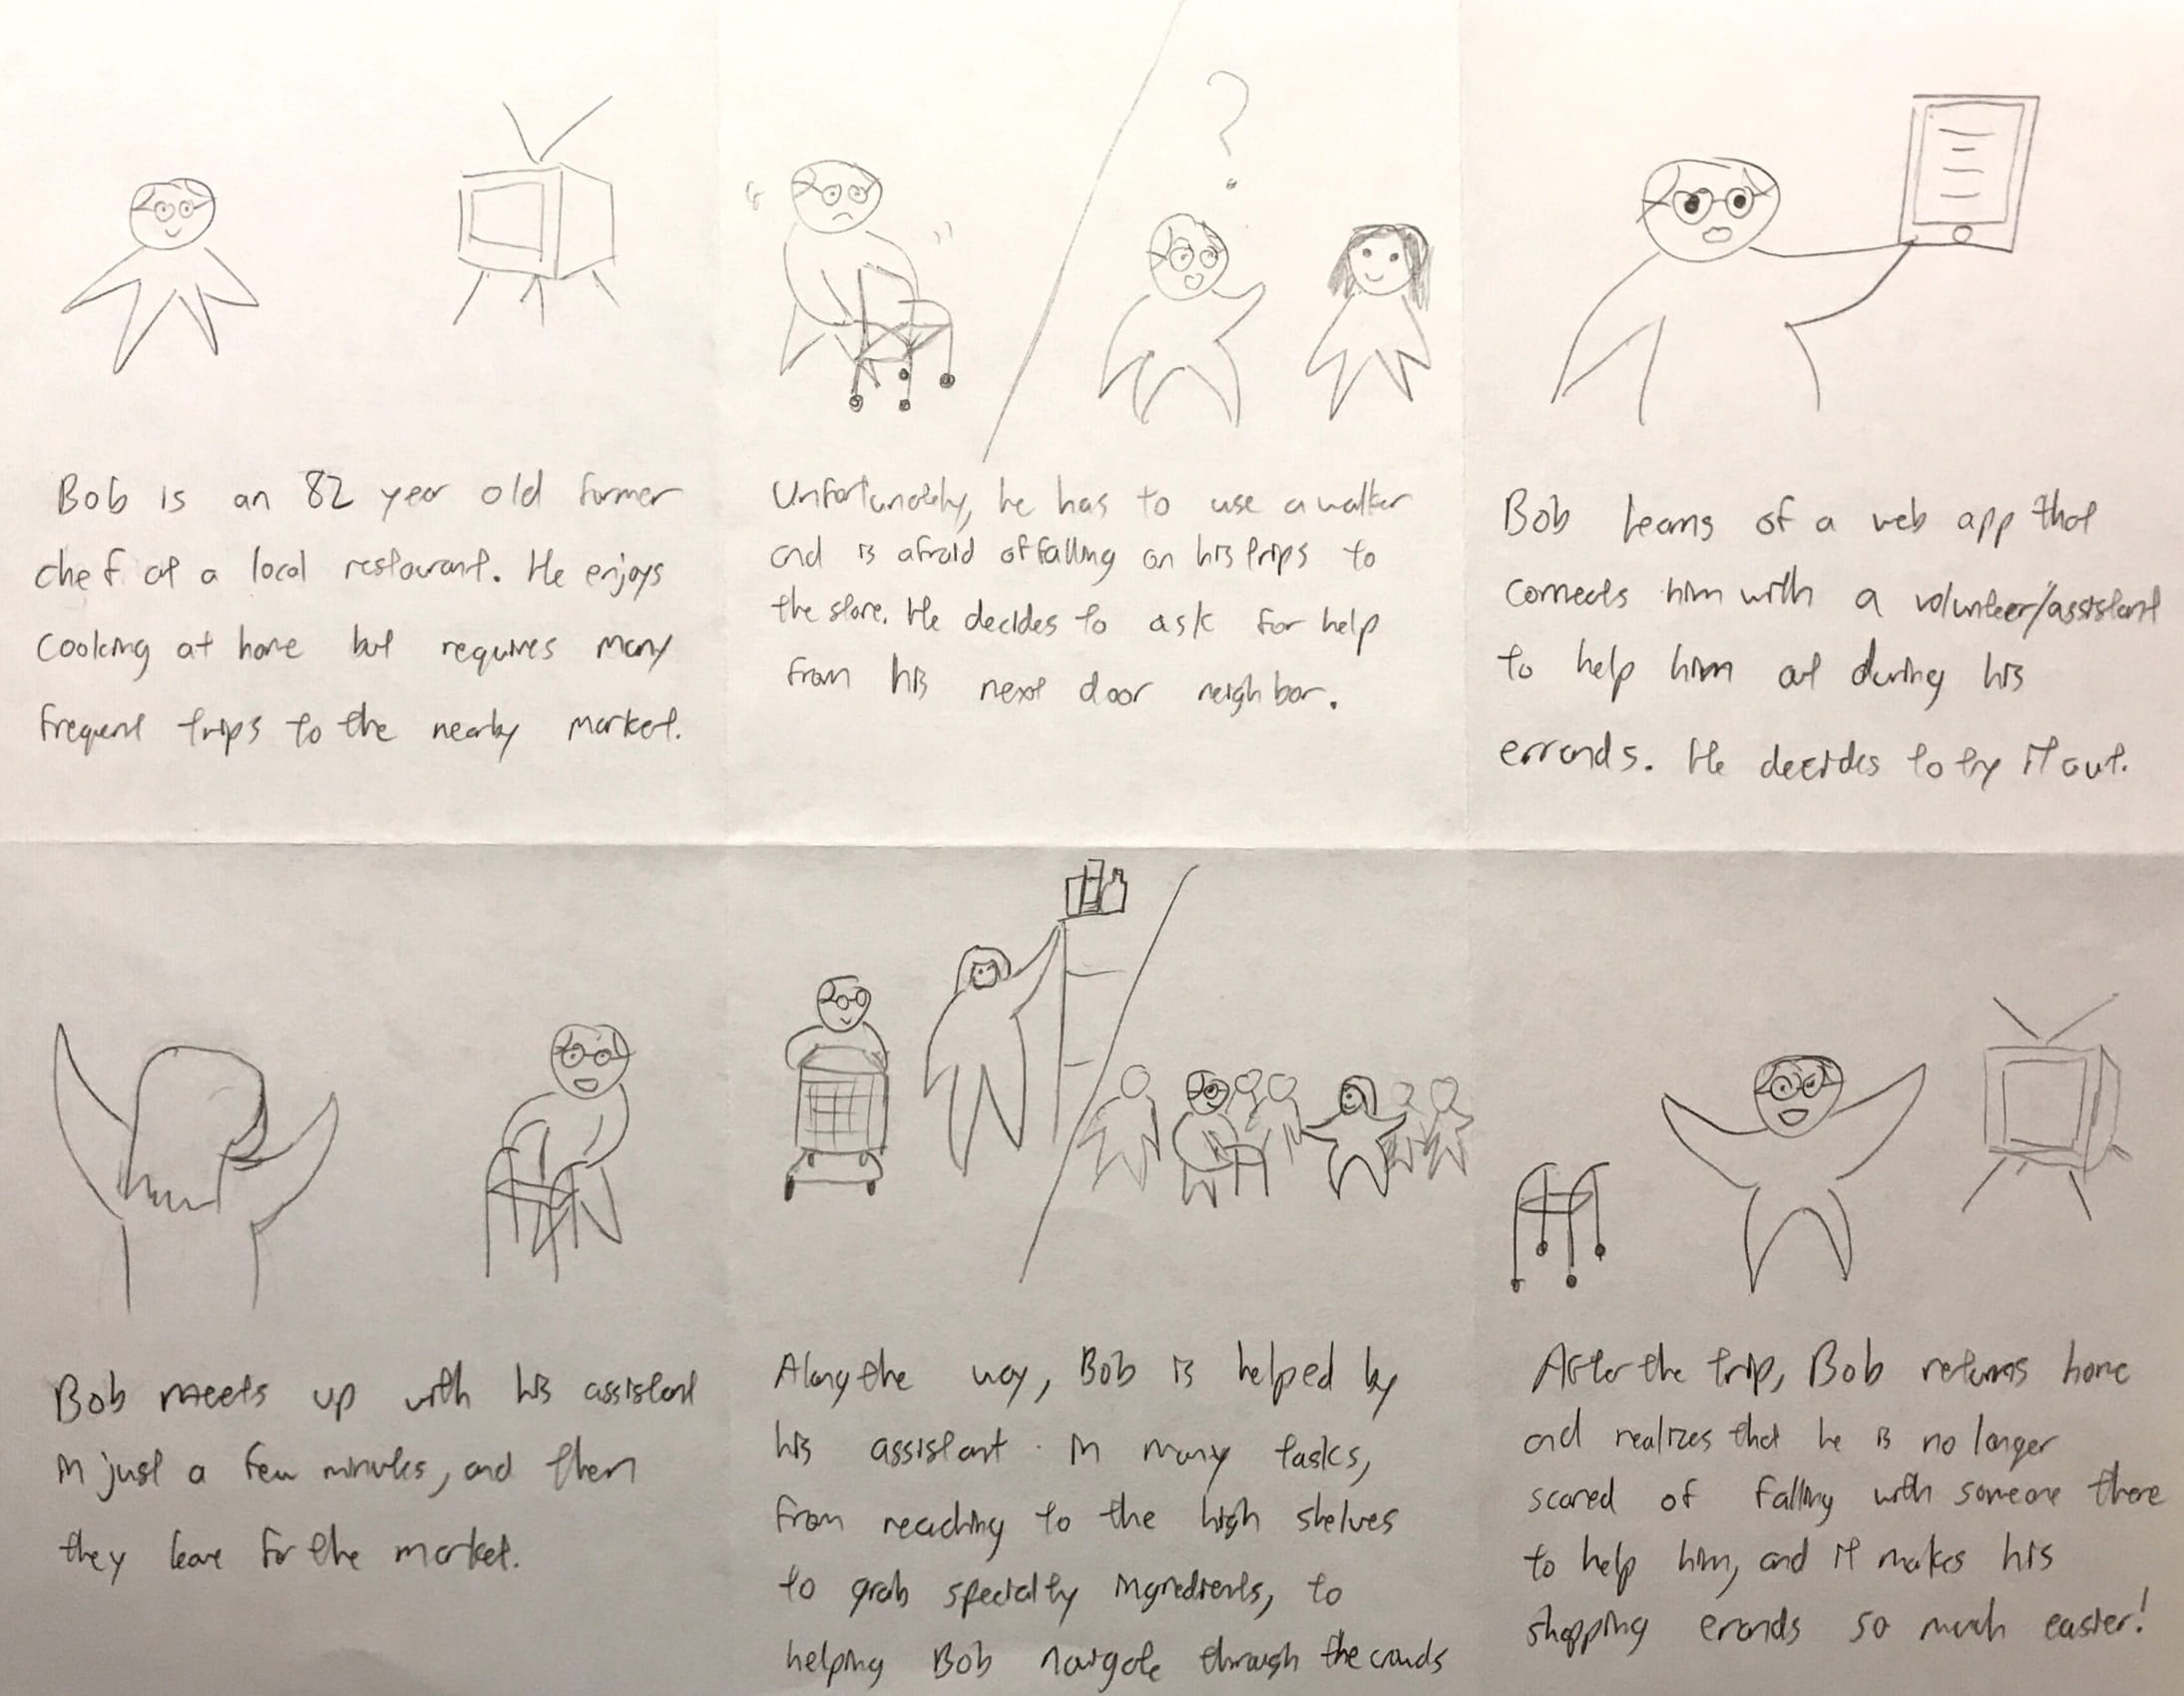 ?
Bob is an 82 year old former
chef at a local restaurant. He enjoys
cooking at home but requires many
frequent trips to the nearby market.
Unfortunately, he has to use a walker
and is afraid of falling on his trips to
the store. He decides to ask for help
from his next door neighbor.
Bob learns of a web app that
connects him with a volunteer/assistant
to help him out during his
errands. He decides to try it out.
Bob meets up with his assistant
in just a few minutes, and then
they leave for the market.
Along the way, Bob is helped by
his assistant in many tasks,
from reaching to the high shelves
to grab specialty ingredients, to
helping Bob navigate through the crowds
After the trip, Bob returns home
and realizes that he is no longer
scared of falling with someone there
to help him, and it makes his
shopping errands so much easier!